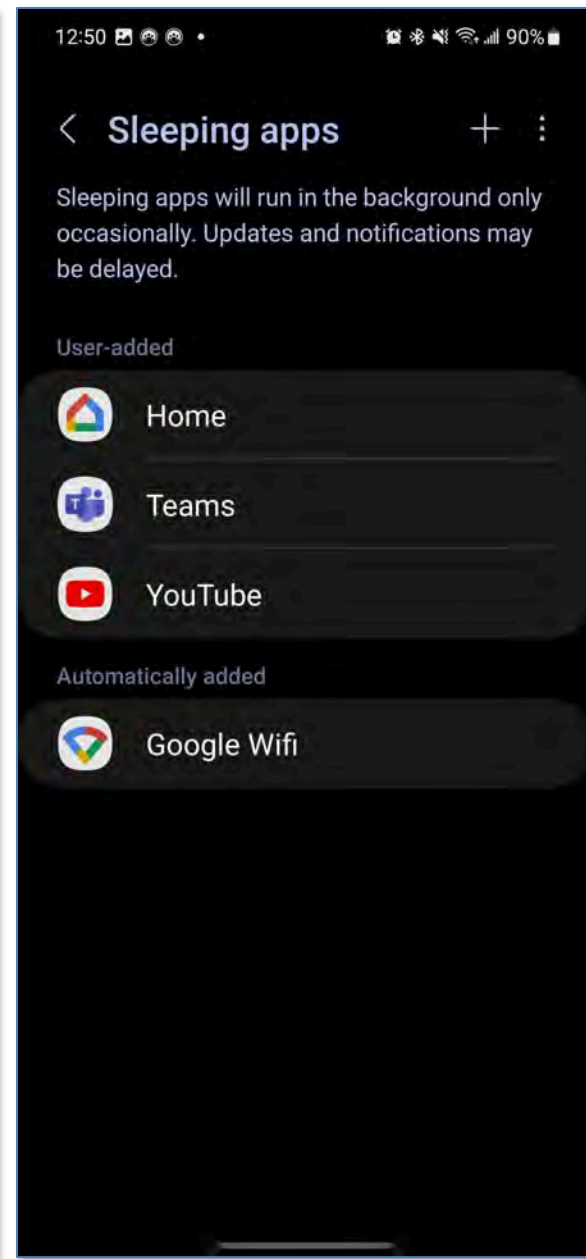 12:50 90%
Sleeping apps
Sleeping apps will run in the background only
occasionally. Updates and notifications may
be delayed.
User-added
Home
T
Teams
YouTube
Automatically added
Google Wifi